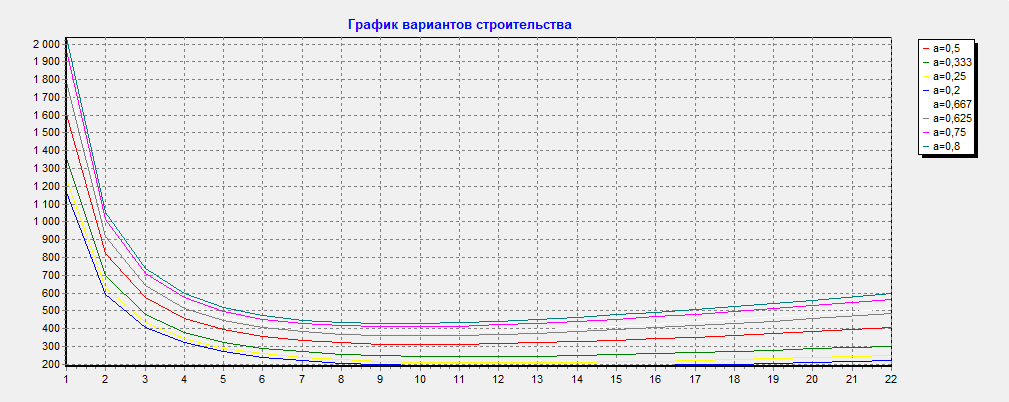 График вариантов строительства
2 000
1 900
1 800
1 700
1 600
1 500
1 400
1 300
1 200
1 100
1 000
900
800
700
600
500
400
300
200
1 2 3 4 5 6 7 8 9 10 11 12 13 14 15 16 17 18 19 20 21 22
a=0,5
a=0,333
a=0,25
a=0,2
a=0,667
a=0,625
a=0,75
a=0,8